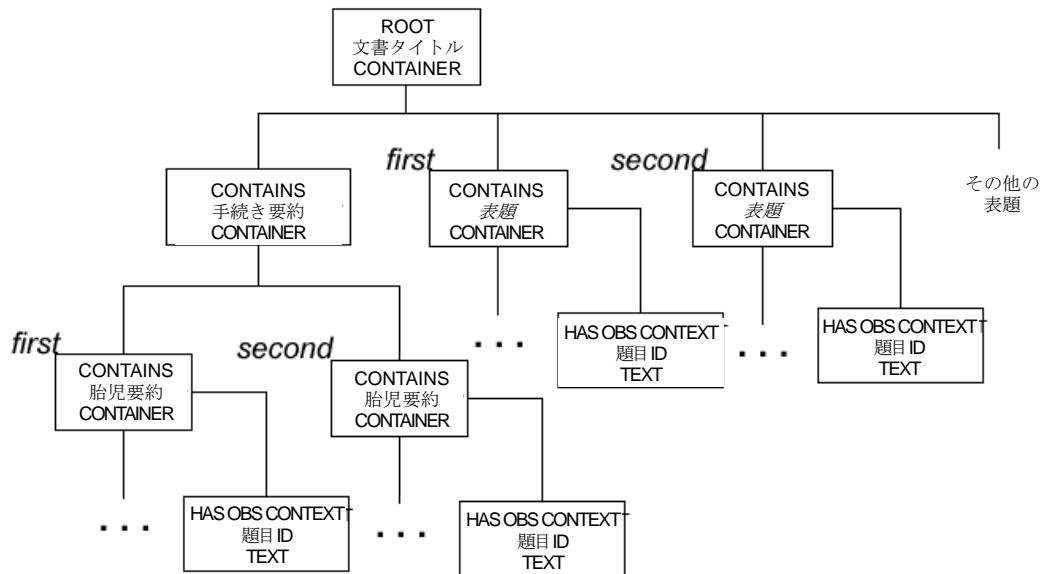 ROOT
文書タイトル
CONTAINER
first
second
CONTAINS
手続き要約
CONTAINER
CONTAINS
表題
CONTAINER
CONTAINS
表題
CONTAINER
その他の
表題
first
second
CONTAINS
胎児要約
CONTAINER
CONTAINS
胎児要約
CONTAINER
...
HAS OBS CONTEXT
題目 ID
TEXT
...
HAS OBS CONTEXT
題目 ID
TEXT
...
HAS OBS CONTEXT
題目 ID
TEXT
...
HAS OBS CONTEXT
題目 ID
TEXT